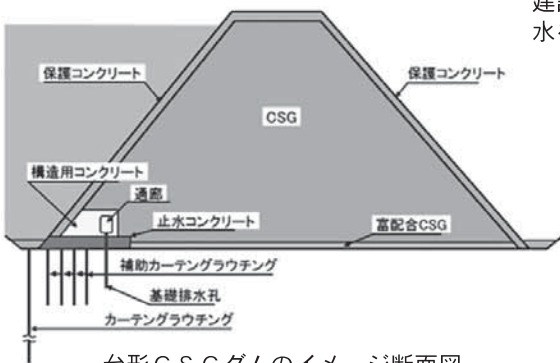 建
水
保護コンクリート
保護コンクリート
CSG
構造用コンクリート
通廊
止水コンクリート
富配合CSG
補助カーテングラウチング
基礎排水孔
カーテングラウチング
台形CSGダムのイメージ断面図